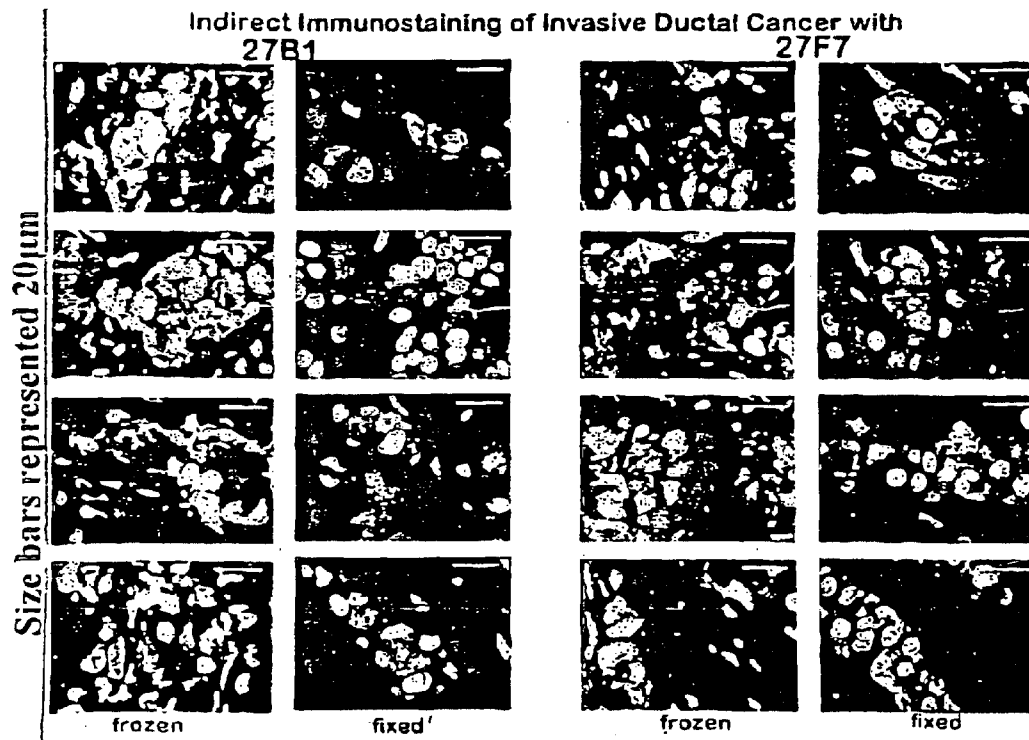 Indirect Immunostaining of Invasive Ductal Cancer with
27B1 27F7
Size bars represented 20µm
frozen fixed' frozen fixed